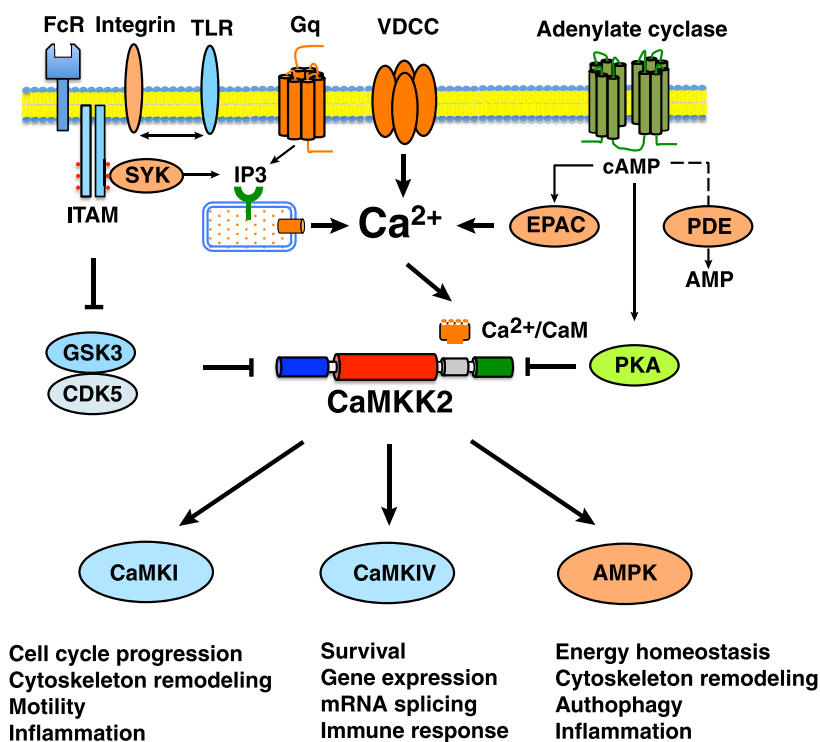 FcR Integrin TLR Gq VDCC Adenylate cyclase
SYK IP3 cAMP
ITAM Ca²⁺ EPAC PDE
AMP
Ca²⁺/CaM
GSK3 PKA
CDK5 CaMKK2
CaMKI CaMKIV AMPK
Cell cycle progression
Cytoskeleton remodeling
Motility
Inflammation
Survival
Gene expression
mRNA splicing
Immune response
Energy homeostasis
Cytoskeleton remodeling
Authophagy
Inflammation